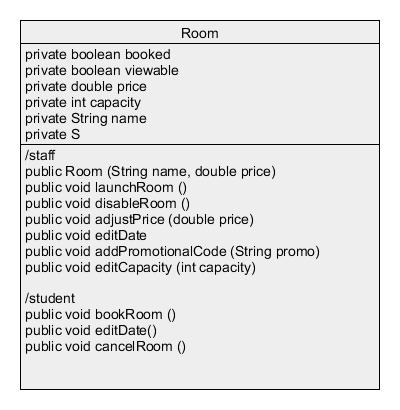 Room
private boolean booked
private boolean viewable
private double price
private int capacity
private String name
private S
/staff
public Room (String name, double price)
public void launchRoom ()
public void disableRoom ()
public void adjustPrice (double price)
public void editDate
public void addPromotionalCode (String promo)
public void editCapacity (int capacity)
/student
public void bookRoom ()
public void editDate()
public void cancelRoom ()